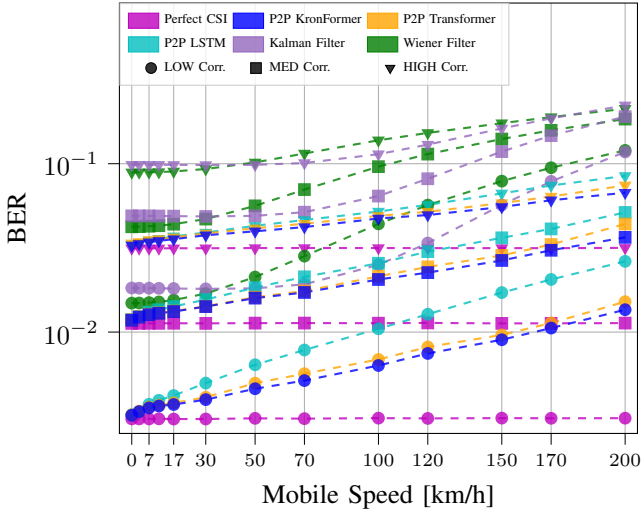 Perfect CSI P2P KronFormer P2P Transformer
P2P LSTM Kalman Filter Wiener Filter
LOW Corr. MED Corr. HIGH Corr.
BER
10⁻¹
10⁻²
0 7 17 30 50 70 100 120 150 170 200
Mobile Speed [km/h]